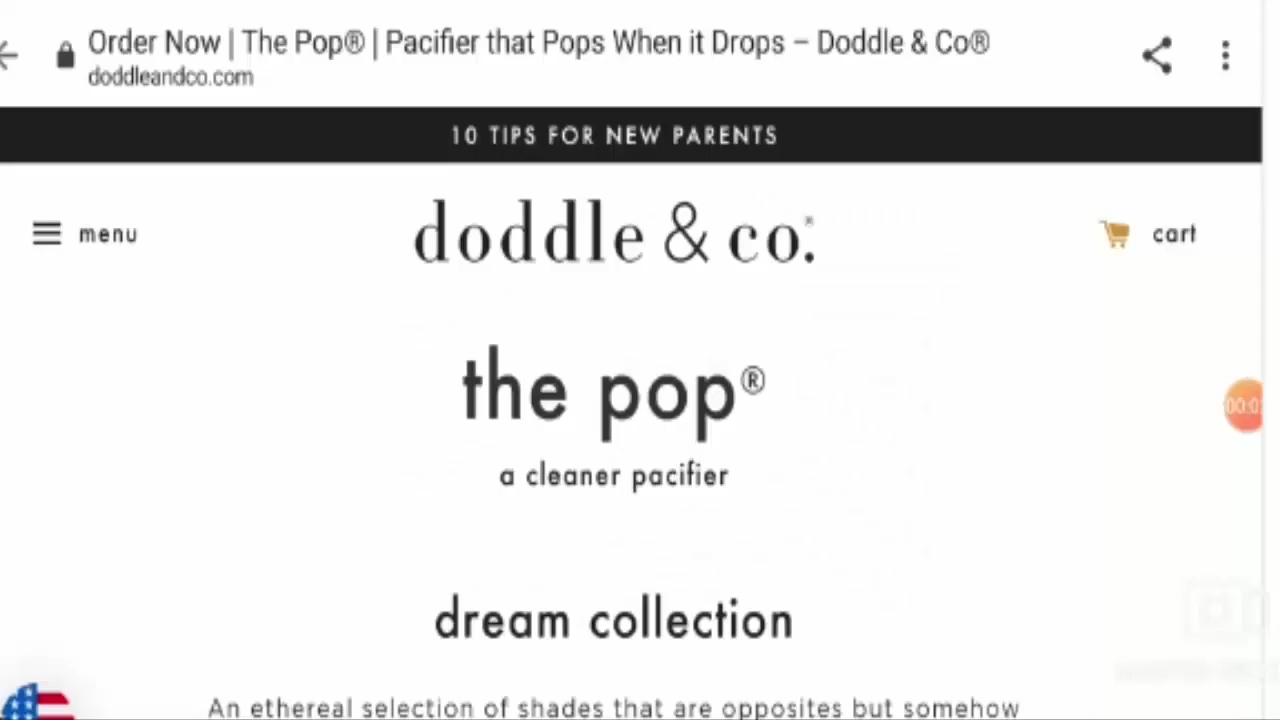 Order Now | The Pop® | Pacifier that Pops When it Drops – Doddle & Co®
doddleandco.com
10 TIPS FOR NEW PARENTS
menu
doddle & co.®
cart
the pop®
a cleaner pacifier
00:0
dream collection
An ethereal selection of shades that are opposites but somehow